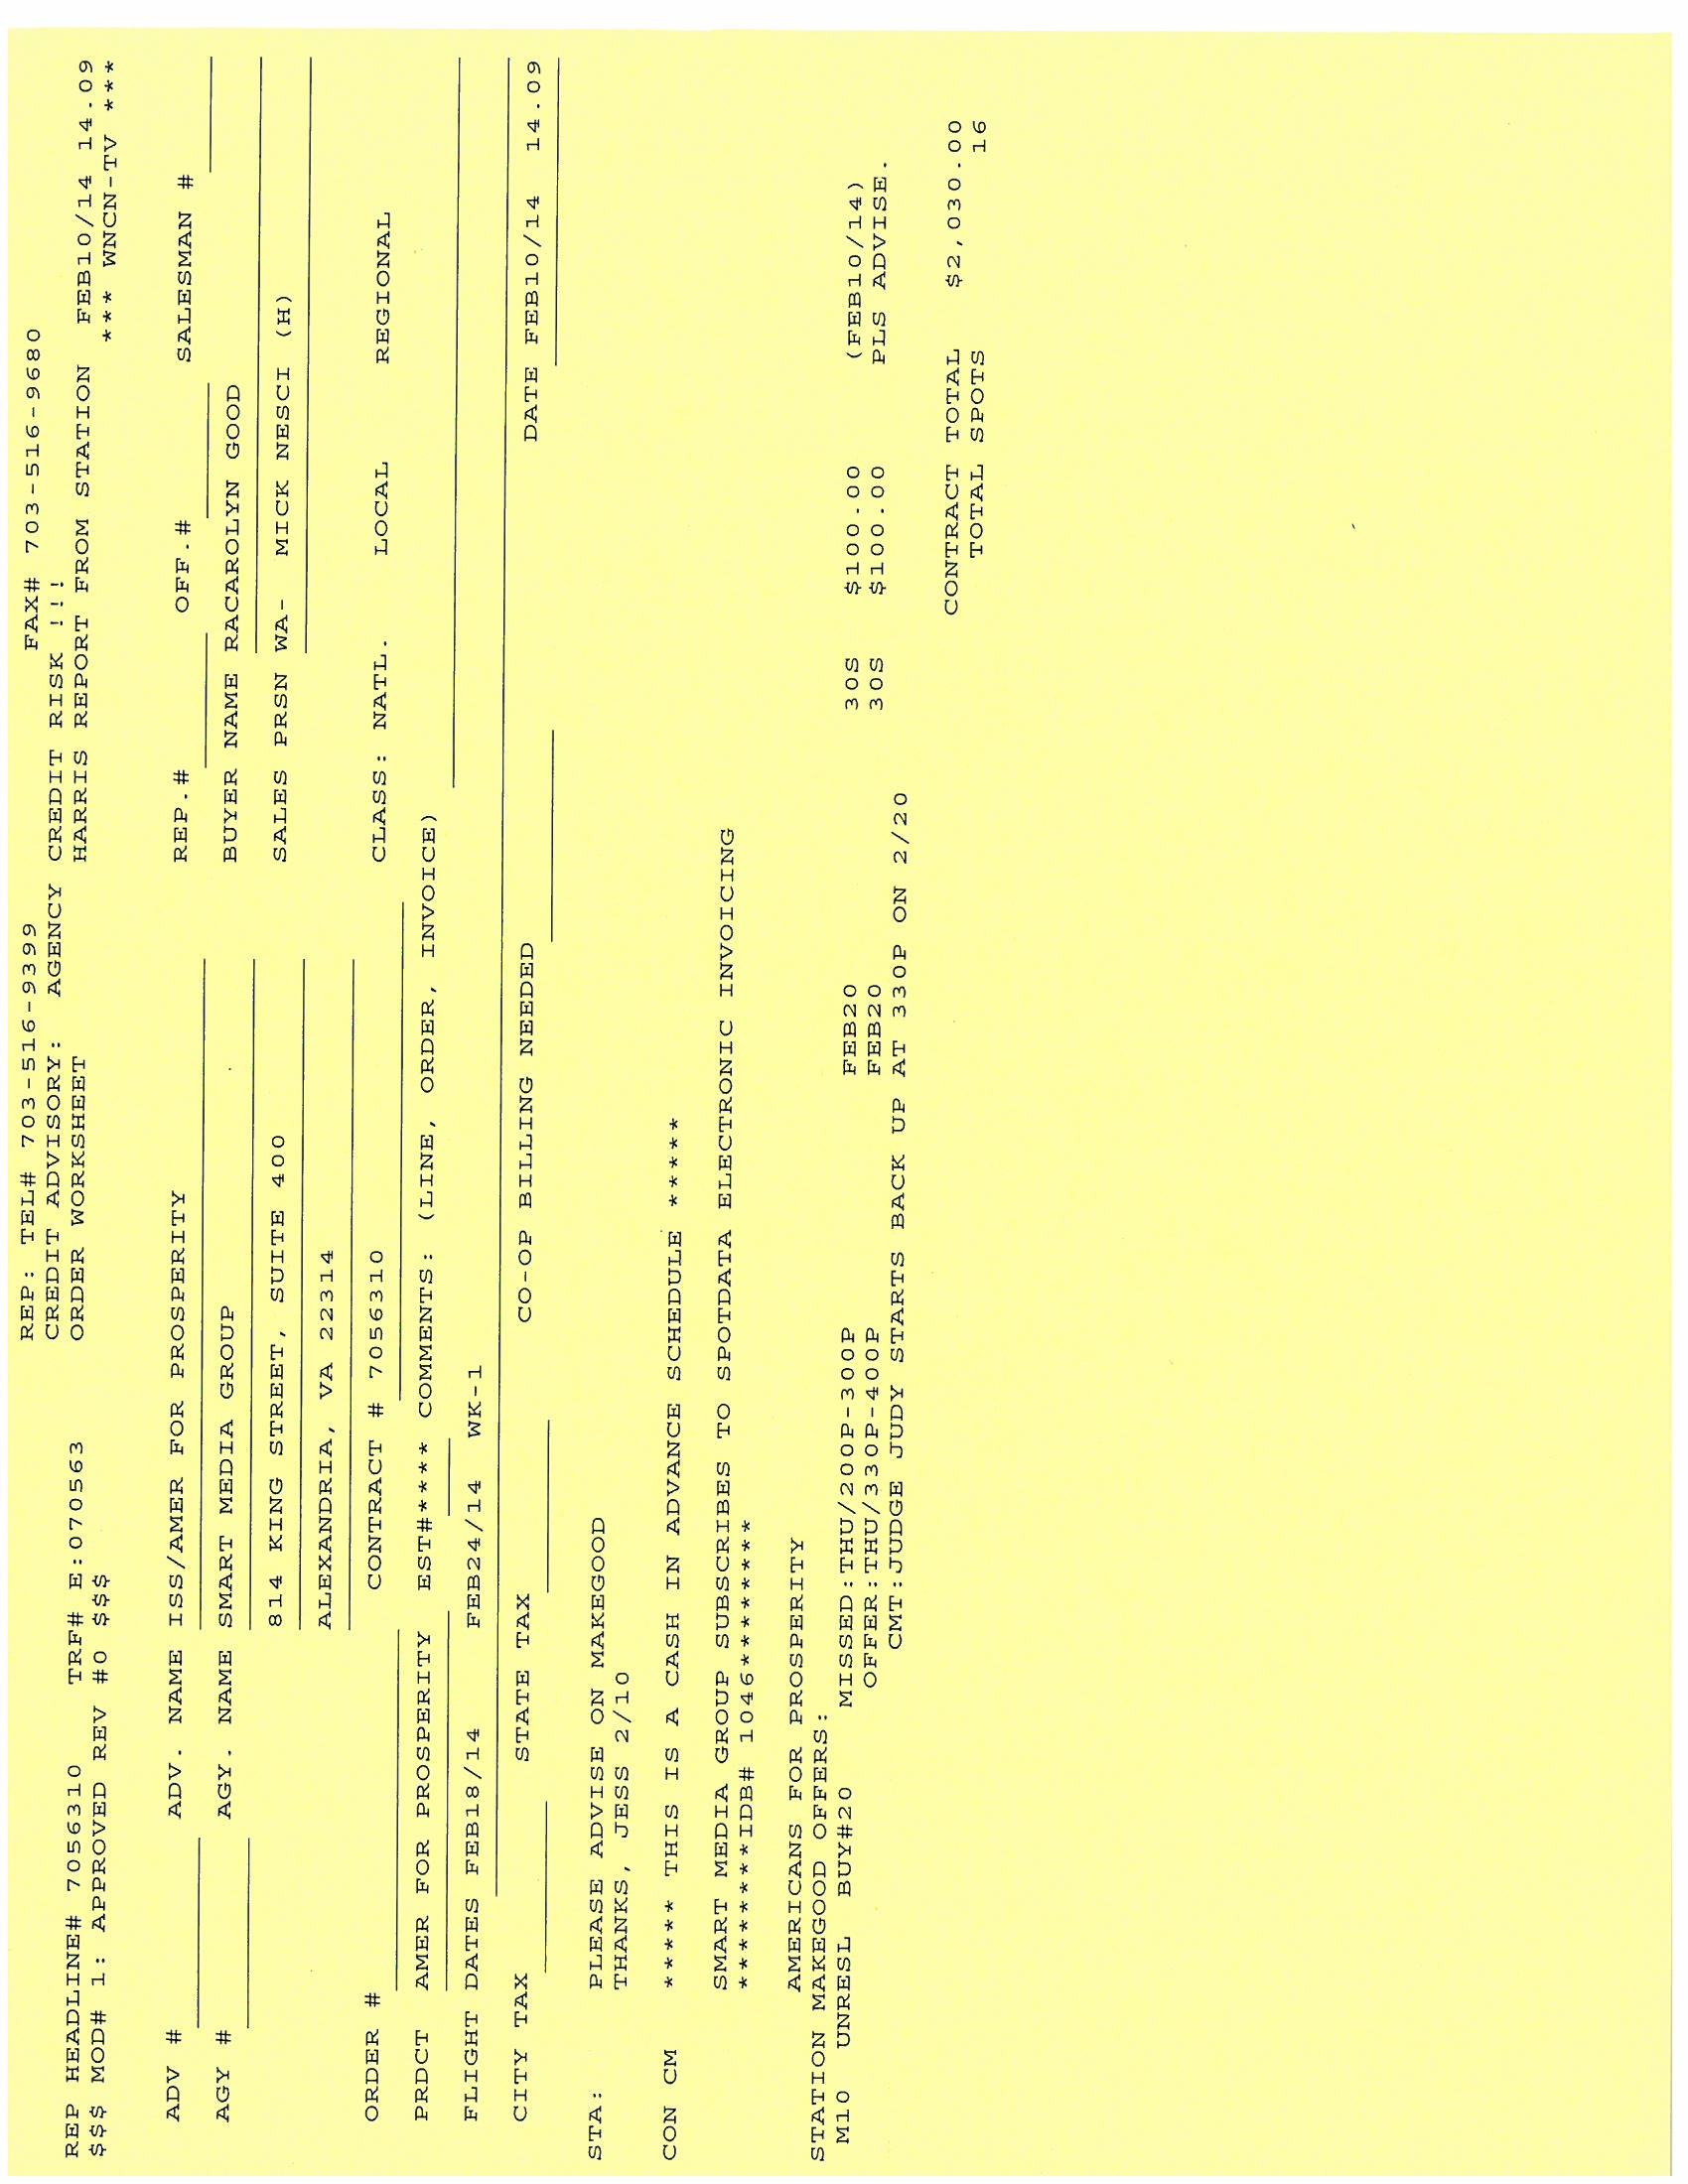 REP: TEL# 703-516-9399 FAX# 703-516-9680
CREDIT ADVISORY: AGENCY CREDIT RISK !!!
REP HEADLINE# 7056310 TRF# E:070563 ORDER WORKSHEET HARRIS REPORT FROM STATION FEB10/14 14.09
$$$ MOD# 1: APPROVED REV #0 $$$ *** WNCN-TV ***
ADV # ADV. NAME ISS/AMER FOR PROSPERITY REP.# OFF.# SALESMAN #
AGY # AGY. NAME SMART MEDIA GROUP BUYER NAME RACAROLYN GOOD
814 KING STREET, SUITE 400 SALES PRSN WA- MICK NESCI (H)
ALEXANDRIA, VA 22314
ORDER # CONTRACT # 7056310 CLASS: NATL. LOCAL REGIONAL
PRDCT AMER FOR PROSPERITY EST#**** COMMENTS: (LINE, ORDER, INVOICE)
FLIGHT DATES FEB18/14 FEB24/14 WK-1
CITY TAX STATE TAX CO-OP BILLING NEEDED DATE FEB10/14 14.09
STA: PLEASE ADVISE ON MAKEGOOD
THANKS, JESS 2/10
CON CM ***** THIS IS A CASH IN ADVANCE SCHEDULE *****
SMART MEDIA GROUP SUBSCRIBES TO SPOTDATA ELECTRONIC INVOICING
*********IDB# 1046*********
AMERICANS FOR PROSPERITY
STATION MAKEGOOD OFFERS:
M10 UNRESL BUY#20 MISSED:THU/200P-300P FEB20 30S $100.00 (FEB10/14)
OFFER:THU/330P-400P FEB20 30S $100.00 PLS ADVISE.
CMT:JUDGE JUDY STARTS BACK UP AT 330P ON 2/20
CONTRACT TOTAL $2,030.00
TOTAL SPOTS 16